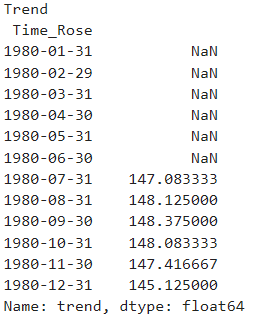 Trend
 Time_Rose
1980-01-31           NaN
1980-02-29           NaN
1980-03-31           NaN
1980-04-30           NaN
1980-05-31           NaN
1980-06-30           NaN
1980-07-31    147.083333
1980-08-31    148.125000
1980-09-30    148.375000
1980-10-31    148.083333
1980-11-30    147.416667
1980-12-31    145.125000
Name: trend, dtype: float64